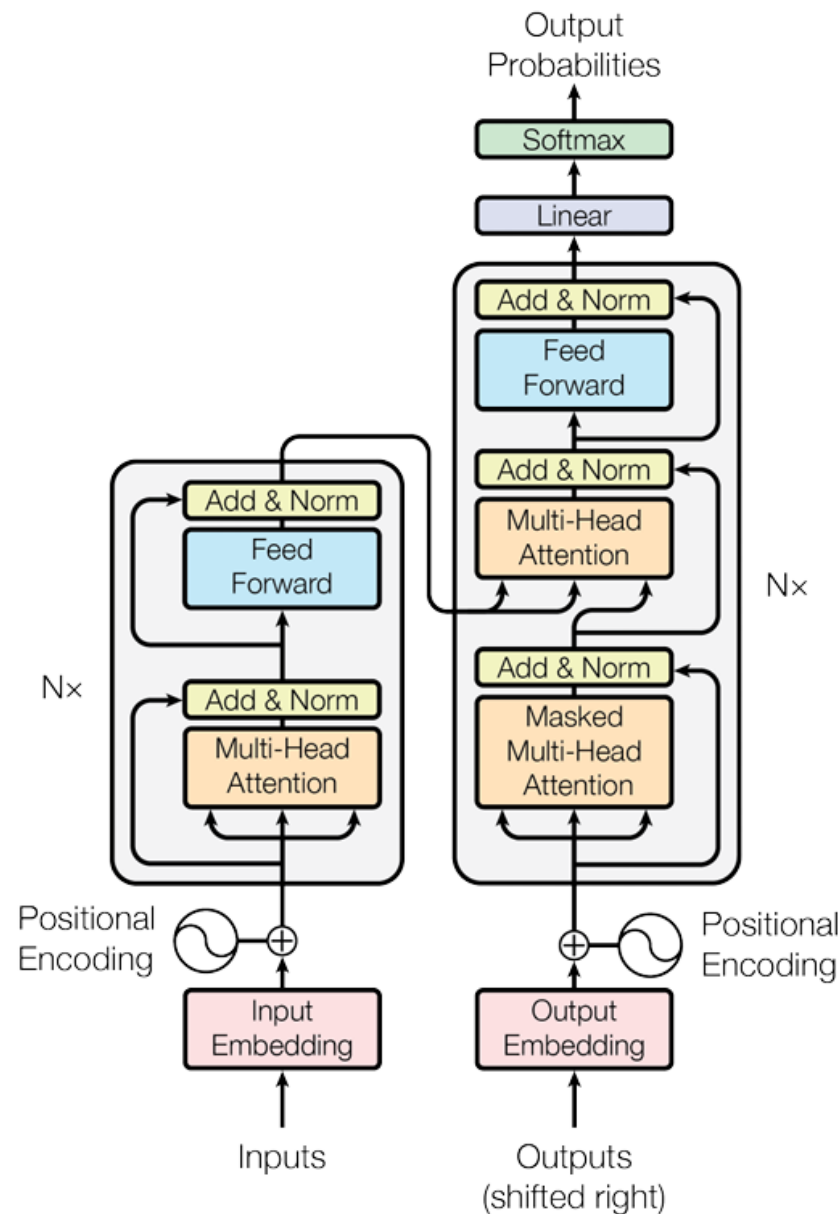 Output
Probabilities
Softmax
Linear
Add & Norm
Feed
Forward
Add & Norm
Multi-Head
Attention
Add & Norm
Masked
Multi-Head
Attention
N×
Add & Norm
Feed
Forward
Add & Norm
Multi-Head
Attention
N×
Positional
Encoding
Positional
Encoding
Input
Embedding
Output
Embedding
Inputs
Outputs
(shifted right)